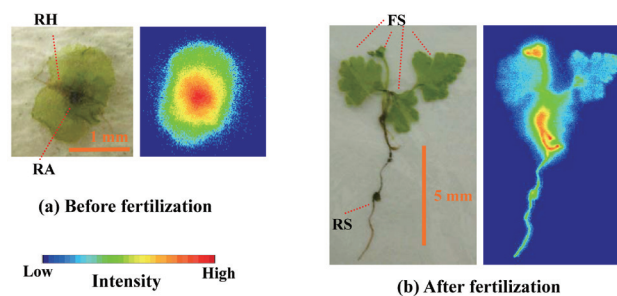 RH
1 mm
RA
(a) Before fertilization
Low
High
Intensity
FS
5 mm
RS
(b) After fertilization